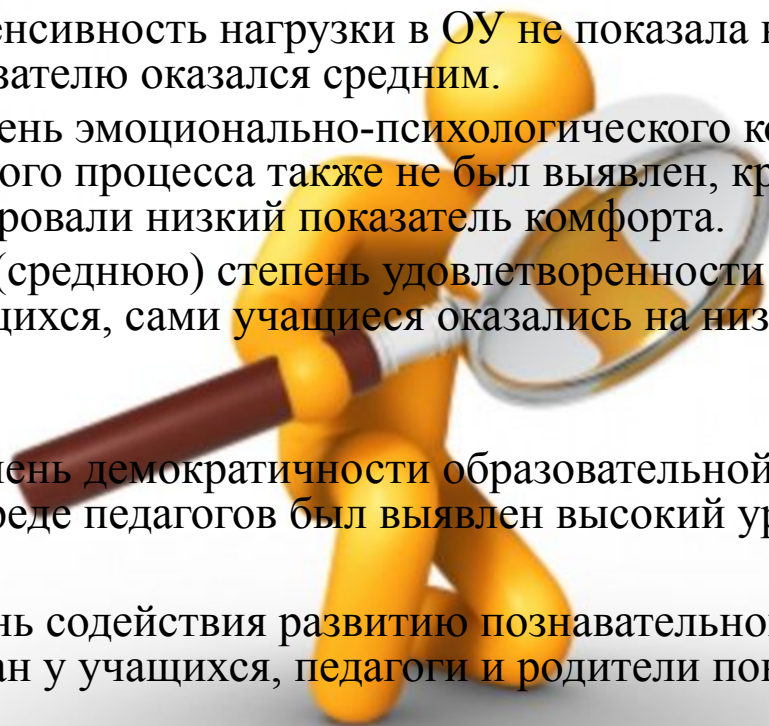 енсивность нагрузки в ОУ не показала
вателю оказался средним.
ень эмоционально-психологического
ого процесса также не был выявлен, кр
ровали низкий показатель комфорта.
(среднюю) степень удовлетворенности
щихся, сами учащиеся оказались на низ
пень демократичности образовательной
реде педагогов был выявлен высокий ур
нь содействия развитию познавательно
ан у учащихся, педагоги и родители пок